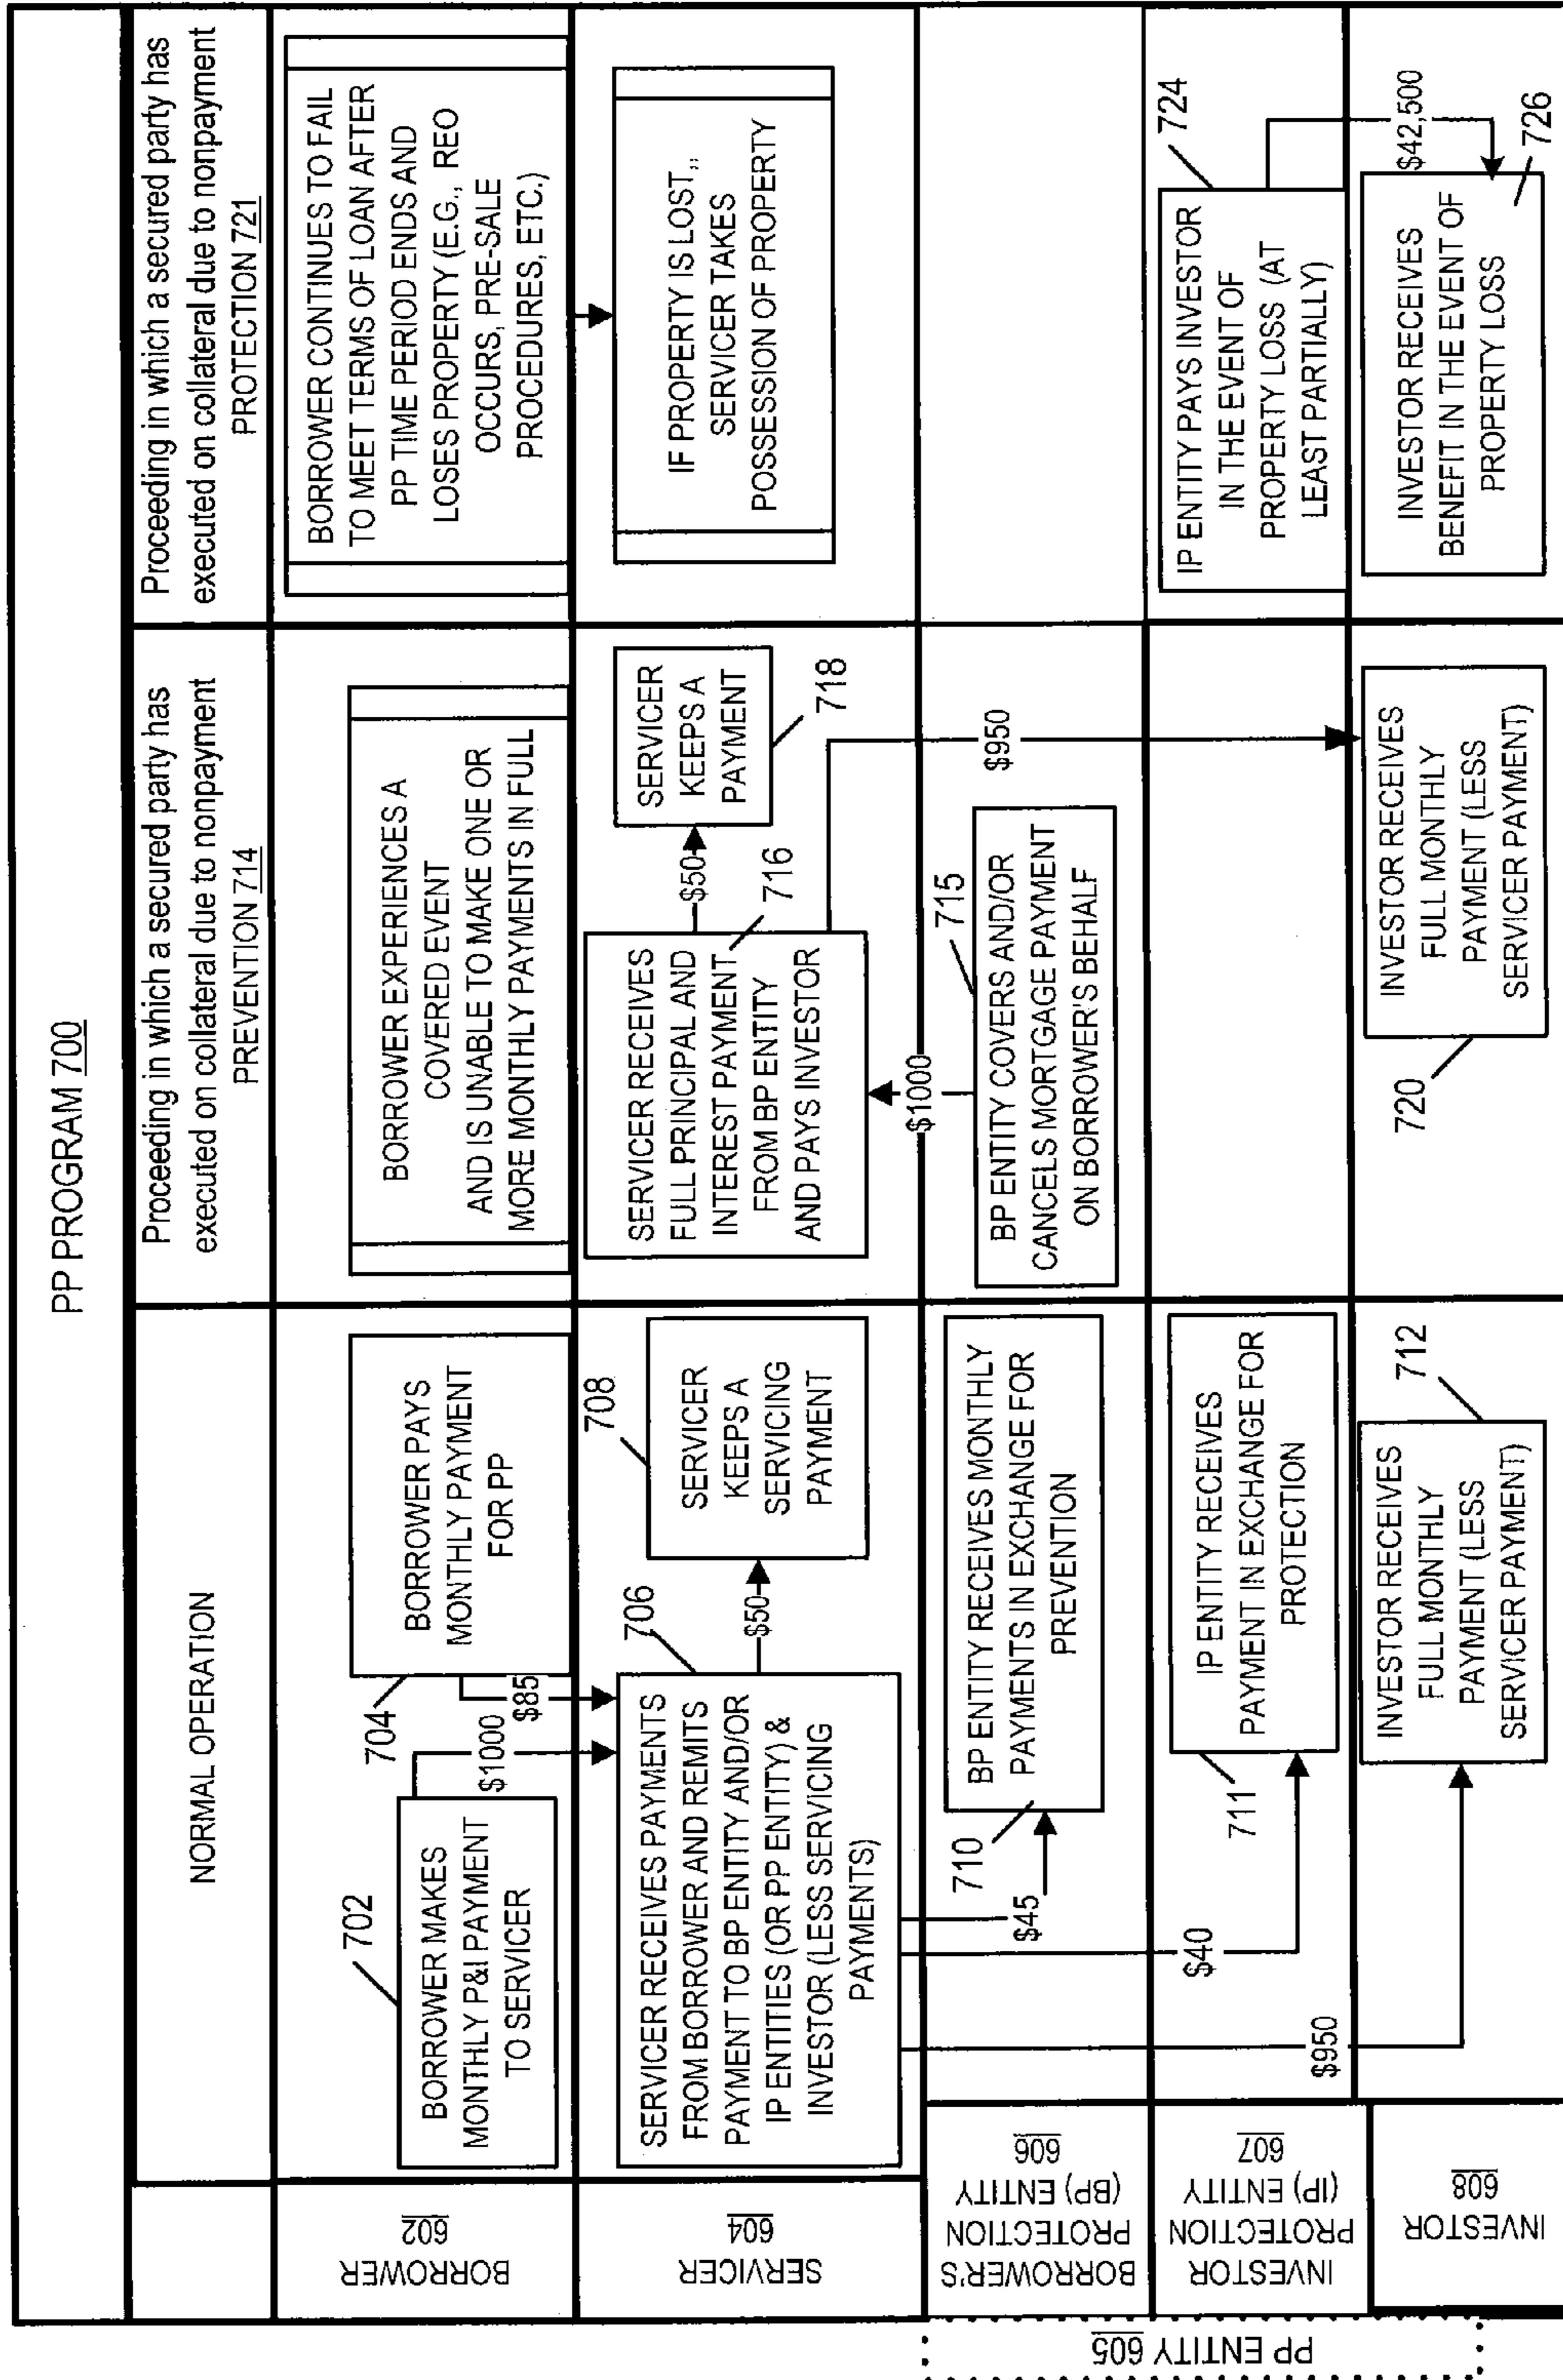 PP PROGRAM 700
NORMAL OPERATION
Proceeding in which a secured party has
executed on collateral due to nonpayment
PREVENTION 714
Proceeding in which a secured party has
executed on collateral due to nonpayment
PROTECTION 721
BORROWER
602
702
BORROWER MAKES
MONTHLY P&I PAYMENT
TO SERVICER
$1000
704
BORROWER PAYS
MONTHLY PAYMENT
FOR PP
$85
BORROWER EXPERIENCES A
COVERED EVENT
AND IS UNABLE TO MAKE ONE OR
MORE MONTHLY PAYMENTS IN FULL
BORROWER CONTINUES TO FAIL
TO MEET TERMS OF LOAN AFTER
PP TIME PERIOD ENDS AND
LOSES PROPERTY (E.G., REO
OCCURS, PRE-SALE
PROCEDURES, ETC.)
SERVICER
604
706
SERVICER RECEIVES PAYMENTS
FROM BORROWER AND REMITS
PAYMENT TO BP ENTITY AND/OR
IP ENTITIES (OR PP ENTITY) &
INVESTOR (LESS SERVICING
PAYMENTS)
$50
708
SERVICER
KEEPS A
SERVICING
PAYMENT
SERVICER RECEIVES
FULL PRINCIPAL AND
INTEREST PAYMENT
FROM BP ENTITY
AND PAYS INVESTOR
716
$50
SERVICER
KEEPS A
PAYMENT
718
IF PROPERTY IS LOST,,
SERVICER TAKES
POSSESSION OF PROPERTY
PP ENTITY 605
BORROWER'S
PROTECTION
(BP) ENTITY
606
$45
710
BP ENTITY RECEIVES MONTHLY
PAYMENTS IN EXCHANGE FOR
PREVENTION
$1000
715
BP ENTITY COVERS AND/OR
CANCELS MORTGAGE PAYMENT
ON BORROWER'S BEHALF
$950
INVESTOR
PROTECTION
(IP) ENTITY
607
$40
711
IP ENTITY RECEIVES
PAYMENT IN EXCHANGE FOR
PROTECTION
IP ENTITY PAYS INVESTOR
IN THE EVENT OF
PROPERTY LOSS (AT
LEAST PARTIALLY)
724
INVESTOR
608
$950
INVESTOR RECEIVES
FULL MONTHLY
PAYMENT (LESS
SERVICER PAYMENT)
712
720
INVESTOR RECEIVES
FULL MONTHLY
PAYMENT (LESS
SERVICER PAYMENT)
INVESTOR RECEIVES
BENEFIT IN THE EVENT OF
PROPERTY LOSS
$42,500
726